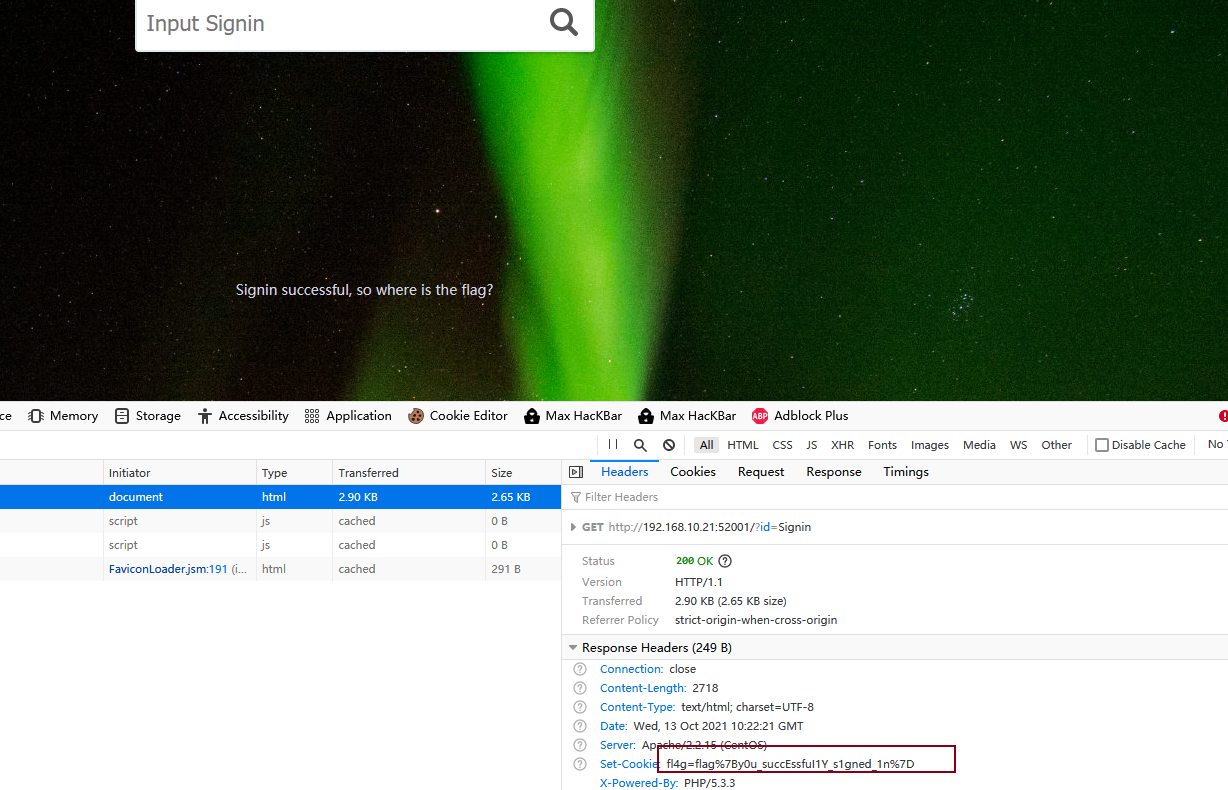 Input Signin
Signin successful, so where is the flag?
ce Memory Storage Accessibility Application Cookie Editor Max HacKBar Max HacKBar ABP Adblock Plus
All HTML CSS JS XHR Fonts Images Media WS Other Disable Cache No
Initiator Type Transferred Size Headers Cookies Request Response Timings
document html 2.90 KB 2.65 KB
script js cached 0 B
script js cached 0 B
FaviconLoader.jsm:191 (i... html cached 291 B
Filter Headers
GET http://192.168.10.21:52001/?id=Signin
Status 200 OK
Version HTTP/1.1
Transferred 2.90 KB (2.65 KB size)
Referrer Policy strict-origin-when-cross-origin
Response Headers (249 B)
Connection: close
Content-Length: 2718
Content-Type: text/html; charset=UTF-8
Date: Wed, 13 Oct 2021 10:22:21 GMT
Server: Apache/2.2.15 (CentOS)
Set-Cookie: fl4g=flag%7By0u_succEssful1Y_s1gned_1n%7D
X-Powered-By: PHP/5.3.3